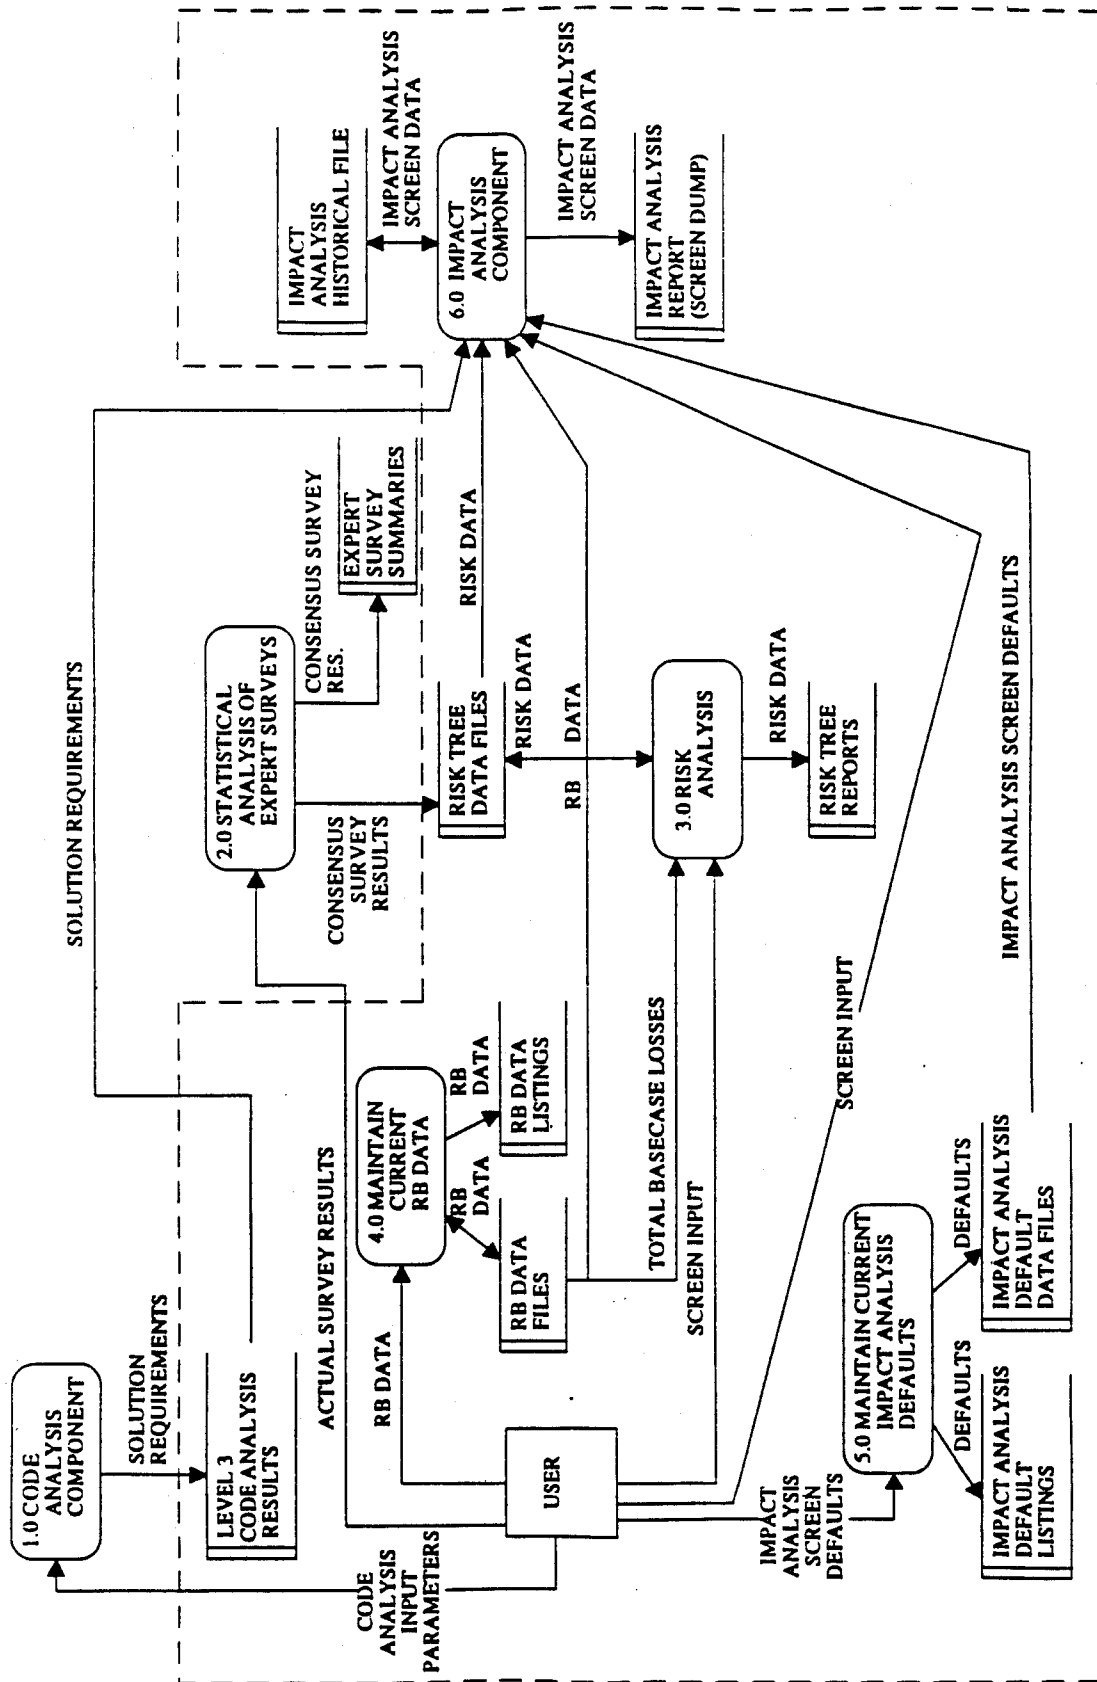 1.0 CODE
ANALYSIS
COMPONENT
SOLUTION
REQUIREMENTS
LEVEL 3
CODE ANALYSIS
RESULTS
CODE
ANALYSIS
INPUT
PARAMETERS
SOLUTION REQUIREMENTS
2.0 STATISTICAL
ANALYSIS OF
EXPERT SURVEYS
CONSENSUS SURVEY
RES.
EXPERT
SURVEY
SUMMARIES
CONSENSUS
SURVEY
RESULTS
ACTUAL SURVEY RESULTS
RISK TREE
DATA FILES
RISK DATA
RISK DATA
IMPACT
ANALYSIS
HISTORICAL FILE
IMPACT ANALYSIS
SCREEN DATA
6.0 IMPACT
ANALYSIS
COMPONENT
IMPACT ANALYSIS
SCREEN DATA
IMPACT ANALYSIS
REPORT
(SCREEN DUMP)
RB DATA
4.0 MAINTAIN
CURRENT
RB DATA
RB
DATA
RB
DATA
RB DATA
FILES
RB DATA
LISTINGS
RB DATA
USER
TOTAL BASECASE LOSSES
SCREEN INPUT
3.0 RISK
ANALYSIS
RISK DATA
RISK TREE
REPORTS
SCREEN INPUT
IMPACT
ANALYSIS
SCREEN
DEFAULTS
5.0 MAINTAIN CURRENT
IMPACT ANALYSIS
DEFAULTS
DEFAULTS
DEFAULTS
IMPACT ANALYSIS
DEFAULT
LISTINGS
IMPACT ANALYSIS
DEFAULT
DATA FILES
IMPACT ANALYSIS SCREEN DEFAULTS